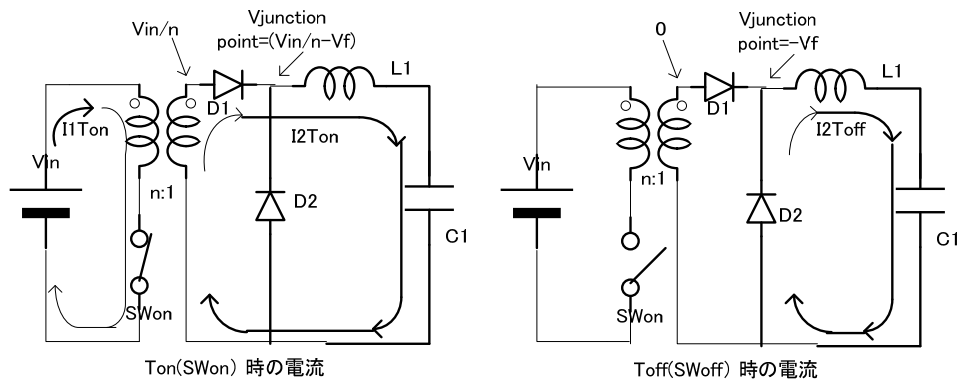 Vin/n
Vjunction
point=(Vin/n-Vf)
L1
D1
I1Ton
I2Ton
Vin
n:1
D2
C1
SWon
Ton(SWon) 時の電流
0
Vjunction
point=-Vf
L1
D1
I2Toff
Vin
n:1
D2
C1
SWon
Toff(SWoff) 時の電流